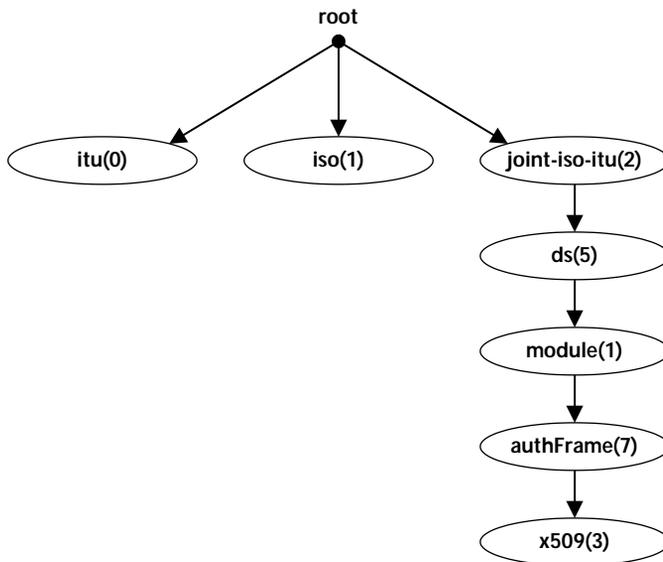 root
itu(0)
iso(1)
joint-iso-itu(2)
ds(5)
module(1)
authFrame(7)
x509(3)